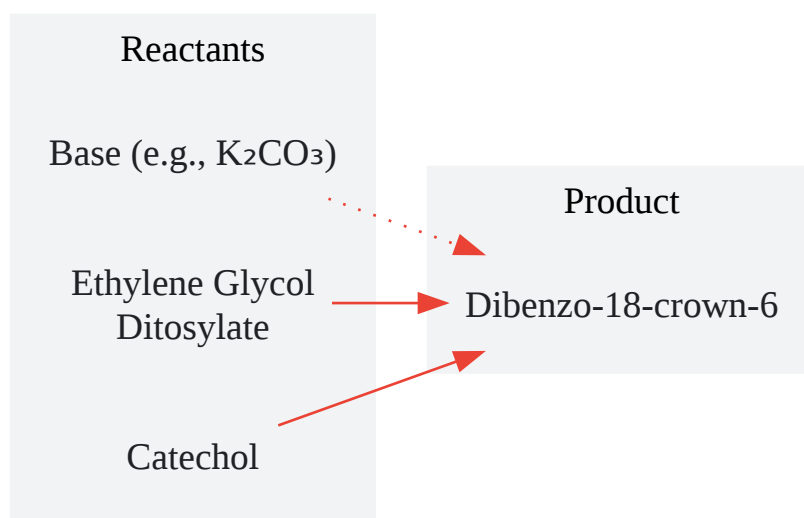 Reactants
Base (e.g., K₂CO₃)
Ethylene Glycol
Ditosylate
Catechol
Product
Dibenzo-18-crown-6